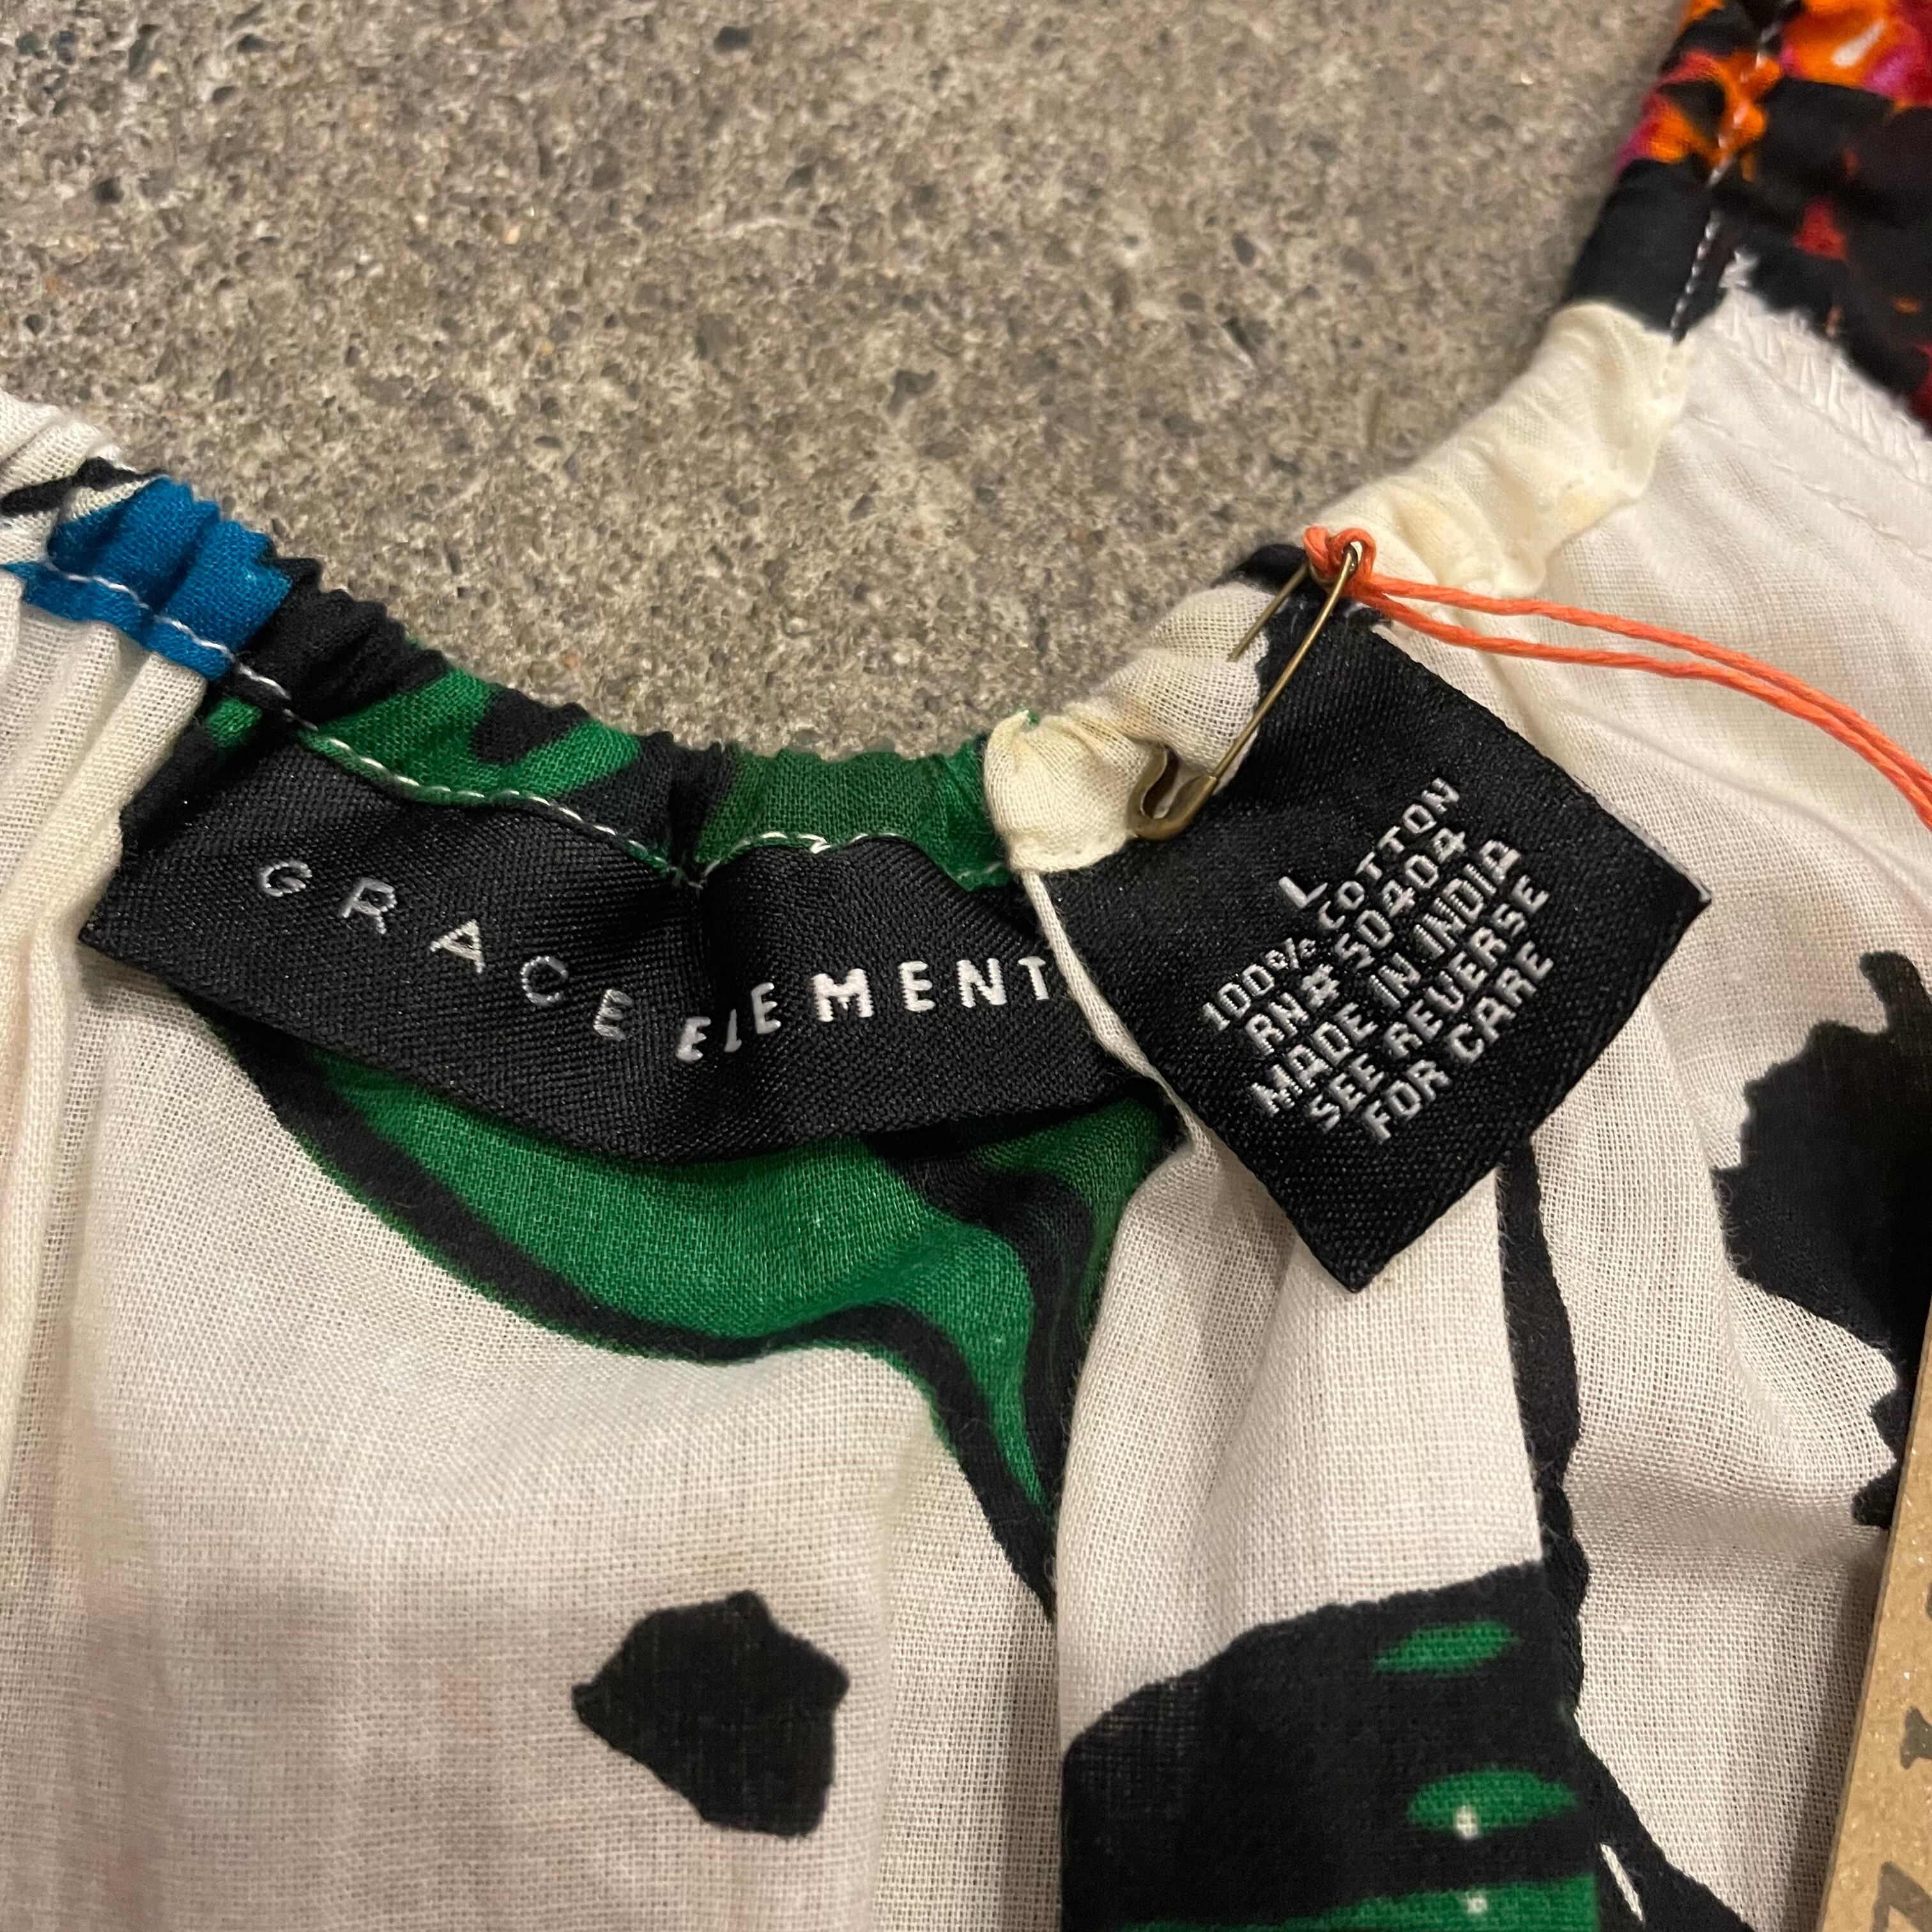 GRACE ELEMENT
L
100% COTTON
RN# 50404
MADE IN INDIA
SEE REVERSE
FOR CARE